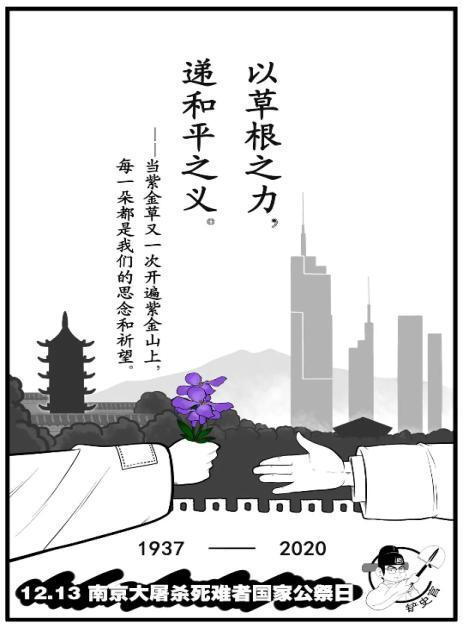 以草根之力，
递和平之义。
——当紫金草又一次开遍紫金山上，
每一朵都是我们的思念和祈望。
1937 —— 2020
12.13 南京大屠杀死难者国家公祭日
铲史官